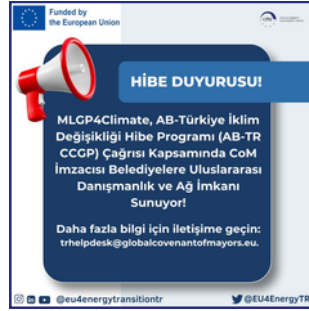 Funded by
the European Union
HİBE DUYURUSU!
MLGP4Climate, AB-Türkiye İklim
Değişikliği Hibe Programı (AB-TR
CCGP) Çağrısı Kapsamında CoM
İmzacısı Belediyelere Uluslararası
Danışmanlık ve Ağ İmkanı
Sunuyor!
Daha fazla bilgi için iletişime geçin:
trhelpdesk@globalcovenantofmayors.eu.
@eu4energytransitiontr
@EU4EnergyTR